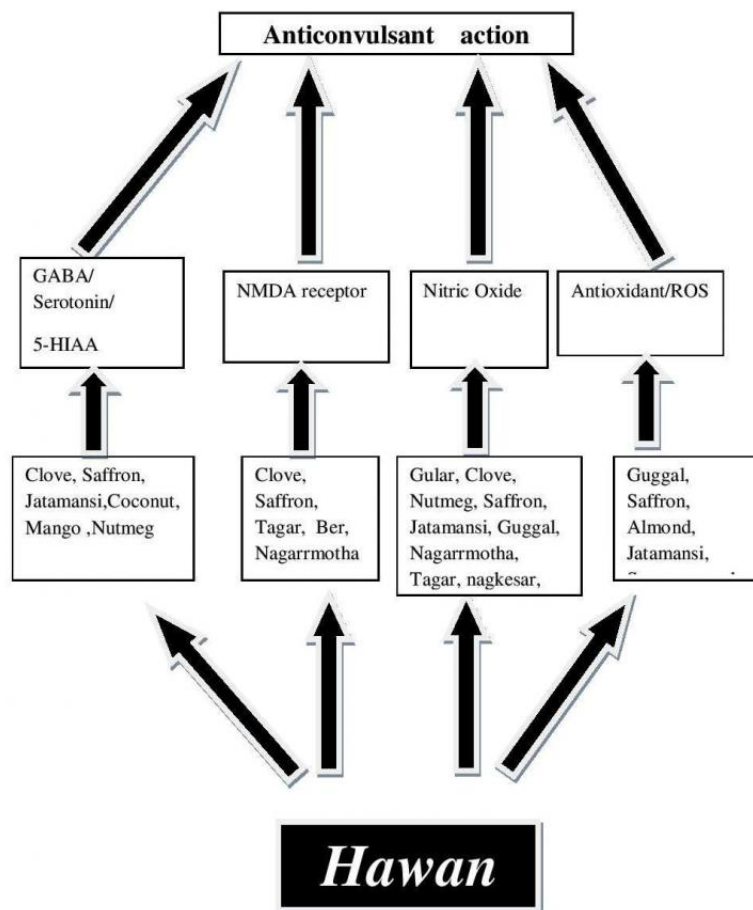 Anticonvulsant action
GABA/
Serotonin/
5-HIAA
NMDA receptor
Nitric Oxide
Antioxidant/ROS
Clove, Saffron,
Jatamansi,Coconut,
Mango ,Nutmeg
Clove,
Saffron,
Tagar, Ber,
Nagarrmotha
Gular, Clove,
Nutmeg, Saffron,
Jatamansi, Guggal,
Nagarrmotha,
Tagar, nagkesar,
Guggal,
Saffron,
Almond,
Jatamansi,
Hawan